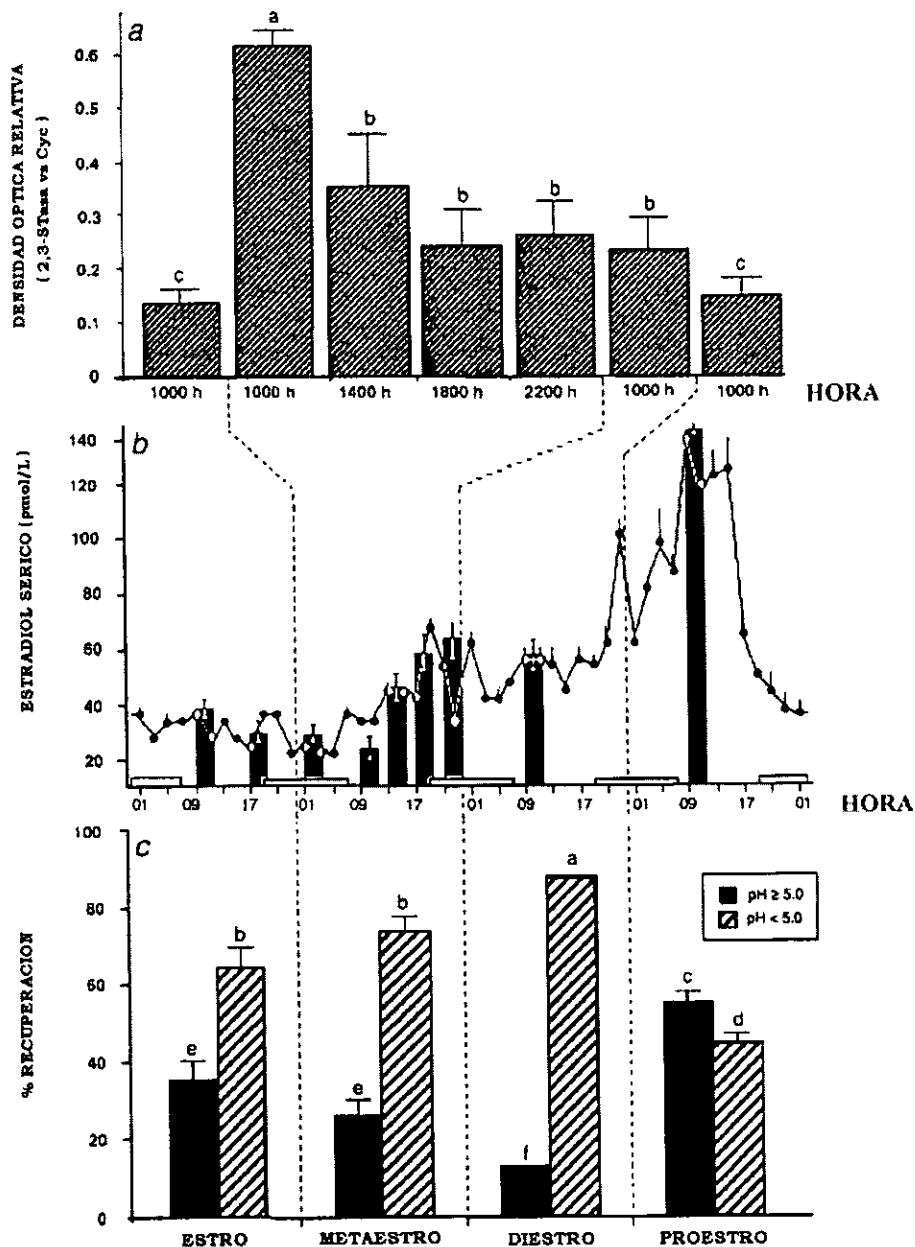 a
DENSIDAD OPTICA RELATIVA
( 2,3-STasa vs Cyc )
0.6
0.5
0.4
0.3
0.2
0.1
0
c
a
b
b
b
b
c
1000 h 1000 h 1400 h 1800 h 2200 h 1000 h 1000 h
HORA
b
ESTRADIOL SERICO (pmol/L)
140
120
100
80
60
40
20
01 09 17 01 09 17 01 09 17 01 09 17 01
HORA
c
% RECUPERACION
100
80
60
40
20
0
e
b
e
b
f
a
c
d
pH ≥ 5.0
pH < 5.0
ESTRO METAESTRO DIESTRO PROESTRO